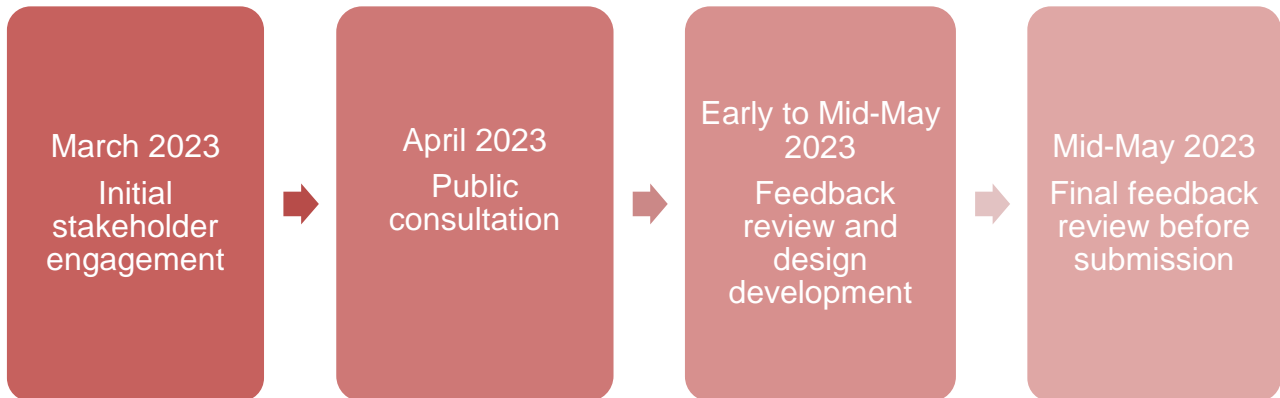 March 2023
Initial
stakeholder
engagement
April 2023
Public
consultation
Early to Mid-May
2023
Feedback
review and
design
development
Mid-May 2023
Final feedback
review before
submission